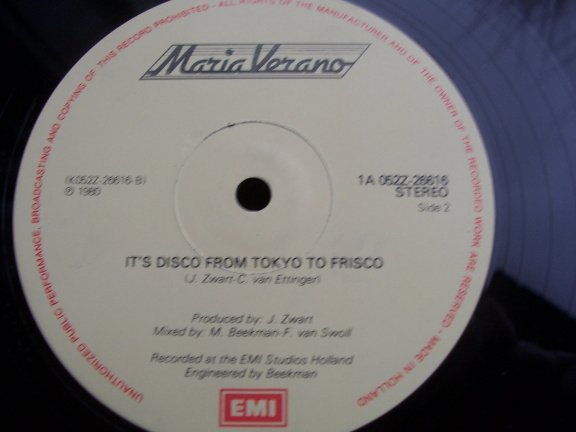 UNAUTHORIZED PUBLIC PERFORMANCE, BROADCASTING AND COPYING OF THIS RECORD PROHIBITED - ALL RIGHTS OF THE MANUFACTURER AND OF THE OWNER OF THE RECORDED WORK ARE RESERVED - MADE IN HOLLAND
Maria Verano
(K052Z-26616-B)
℗ 1980
1A 052Z-26616
STEREO
Side 2
IT'S DISCO FROM TOKYO TO FRISCO
(J. Zwart-C. van Ettinger)
Produced by: J. Zwart
Mixed by: M. Beekman-F. van Swoll
Recorded at the EMI Studios Holland
Engineered by Beekman
EMI